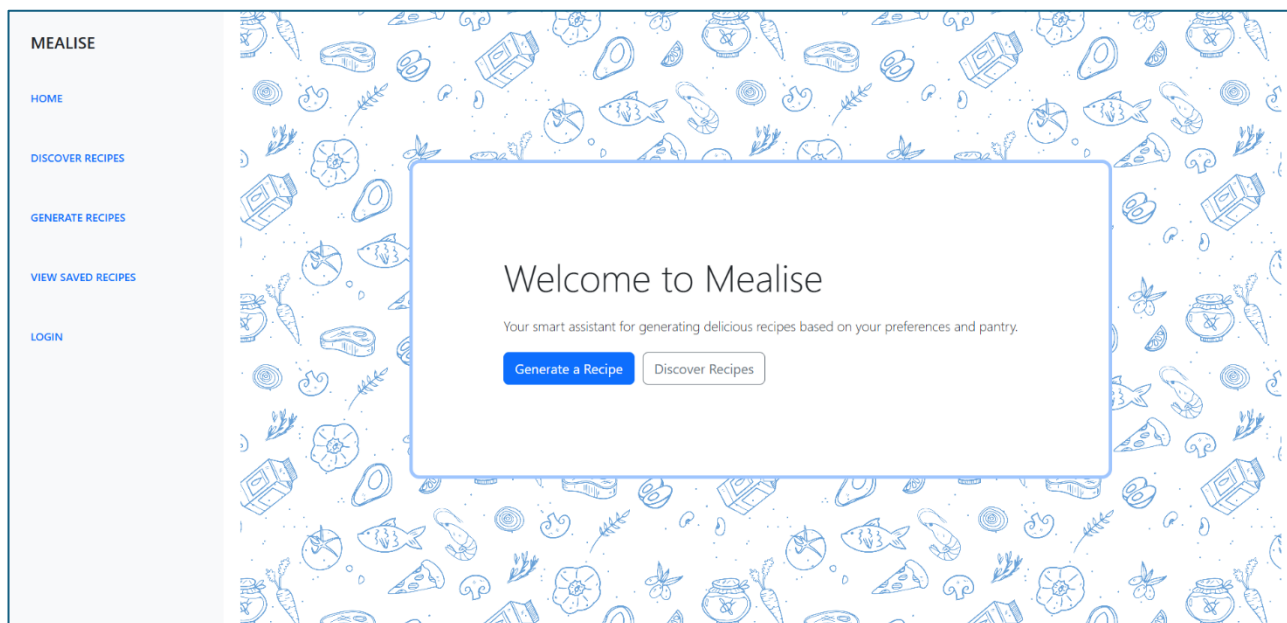 MEALISE
HOME
DISCOVER RECIPES
GENERATE RECIPES
VIEW SAVED RECIPES
LOGIN
Welcome to Mealise
Your smart assistant for generating delicious recipes based on your preferences and pantry.
Generate a Recipe
Discover Recipes